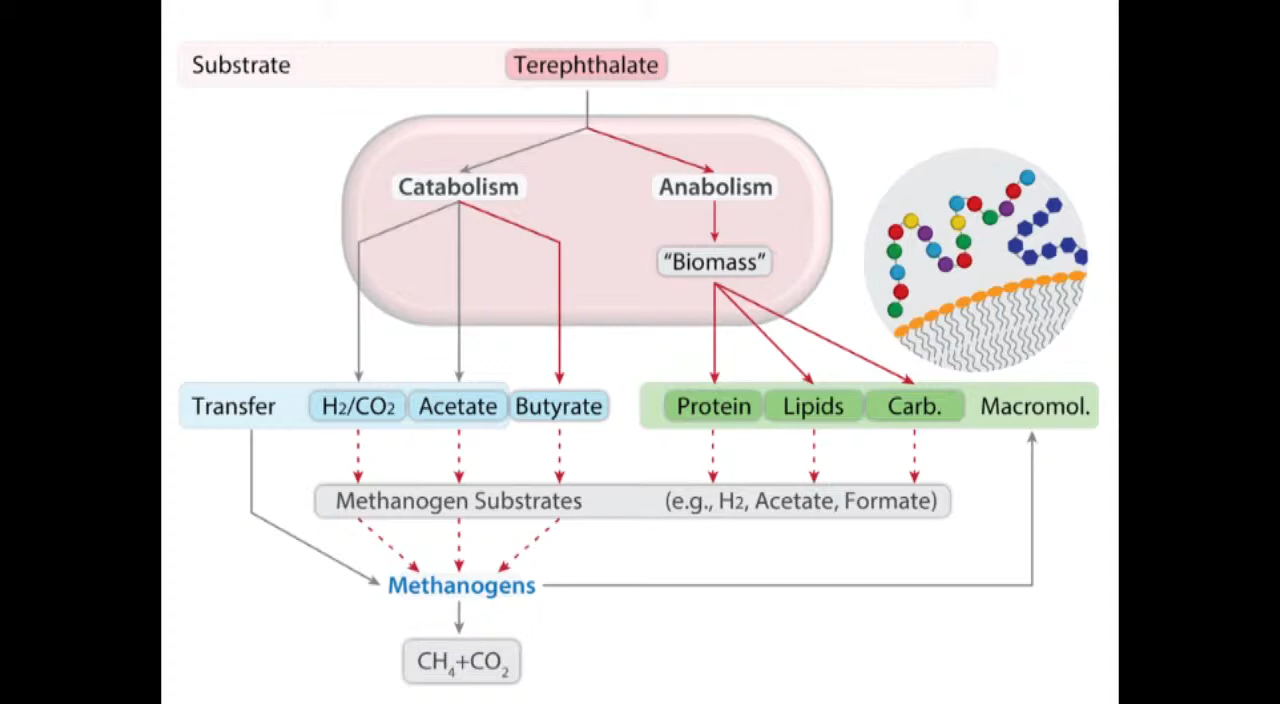 Substrate
Terephthalate
Catabolism
Anabolism
“Biomass”
Transfer
H2/CO2
Acetate
Butyrate
Protein
Lipids
Carb.
Macromol.
Methanogen Substrates
(e.g., H2, Acetate, Formate)
Methanogens
CH4+CO2